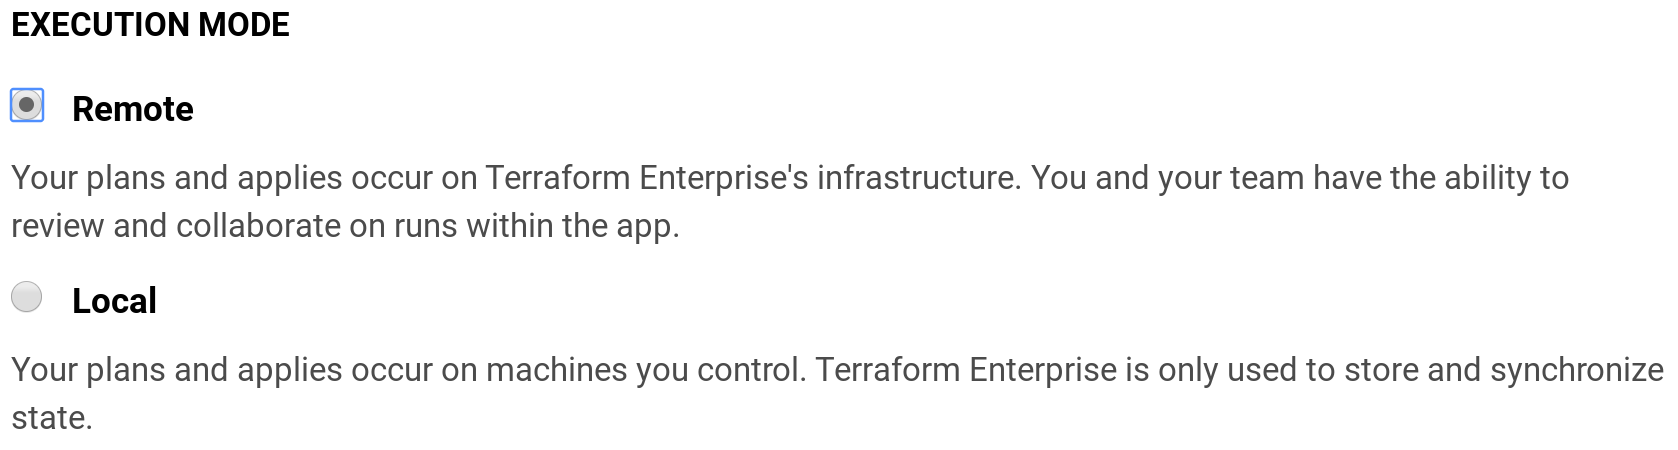 EXECUTION MODE
Remote
Your plans and applies occur on Terraform Enterprise's infrastructure. You and your team have the ability to
review and collaborate on runs within the app.
Local
Your plans and applies occur on machines you control. Terraform Enterprise is only used to store and synchronize
state.